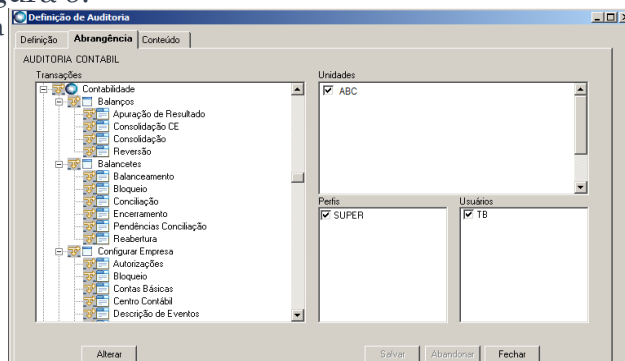 gura 6.
Definição de Auditoria
Definição Abrangência Conteúdo
AUDITORIA CONTABIL
Transações
Contabilidade
Balanços
Apuração de Resultado
Consolidação CE
Consolidação
Reversão
Balancetes
Balanceamento
Bloqueio
Conciliação
Encerramento
Pendências Conciliação
Reabertura
Configurar Empresa
Autorizações
Bloqueio
Contas Básicas
Centro Contábil
Descrição de Eventos
Unidades
ABC
Perfis
SUPER
Usuários
TB
Alterar Salvar Abandonar Fechar